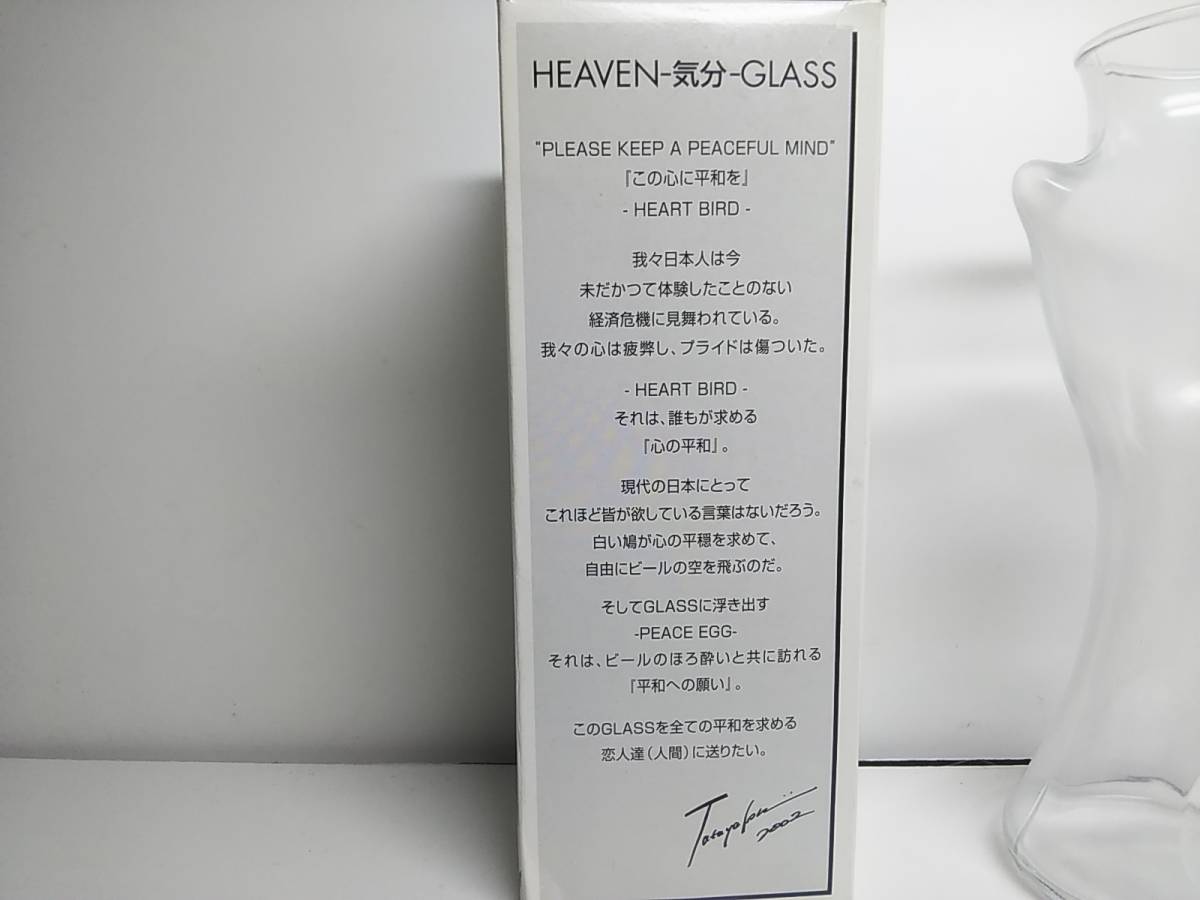 HEAVEN-気分-GLASS
"PLEASE KEEP A PEACEFUL MIND"
『この心に平和を』
- HEART BIRD -
我々日本人は今
未だかつて体験したことのない
経済危機に見舞われている。
我々の心は疲弊し、プライドは傷ついた。
- HEART BIRD -
それは、誰もが求める
『心の平和』。
現代の日本にとって
これほど皆が欲している言葉はないだろう。
白い鳩が心の平穏を求めて、
自由にビールの空を飛ぶのだ。
そしてGLASSに浮き出す
-PEACE EGG-
それは、ビールのほろ酔いと共に訪れる
『平和への願い』。
このGLASSを全ての平和を求める
恋人達（人間）に送りたい。
2002